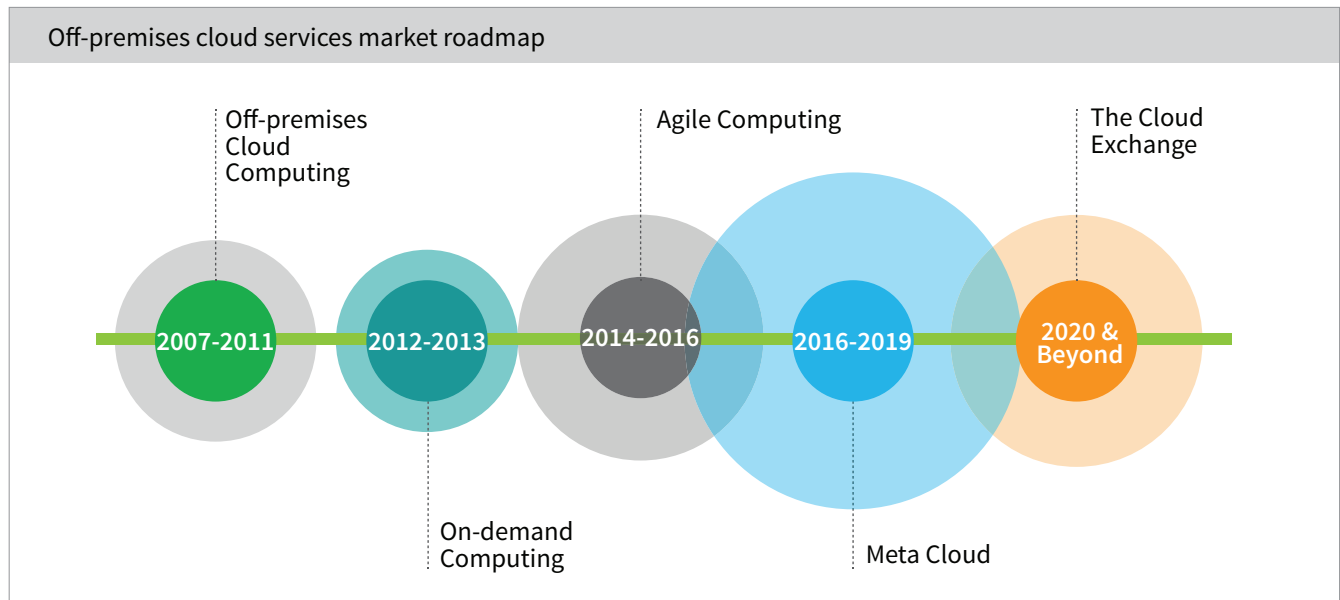 Off-premises cloud services market roadmap
Off-premises
Cloud
Computing
Agile Computing
The Cloud
Exchange
2007-2011
2012-2013
2014-2016
2016-2019
2020 &
Beyond
On-demand
Computing
Meta Cloud